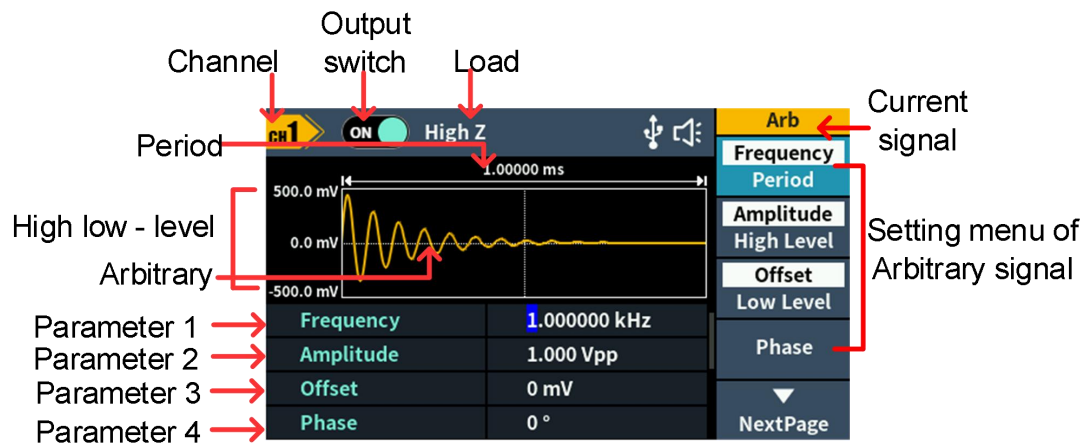 Output
switch
Channel
Load
Period
High low - level
Arbitrary
Parameter 1
Parameter 2
Parameter 3
Parameter 4
CH1
ON
High Z
1.00000 ms
500.0 mV
0.0 mV
-500.0 mV
Frequency 1.000000 kHz
Amplitude 1.000 Vpp
Offset 0 mV
Phase 0 °
Arb
Frequency
Period
Amplitude
High Level
Offset
Low Level
Phase
NextPage
Current
signal
Setting menu of
Arbitrary signal